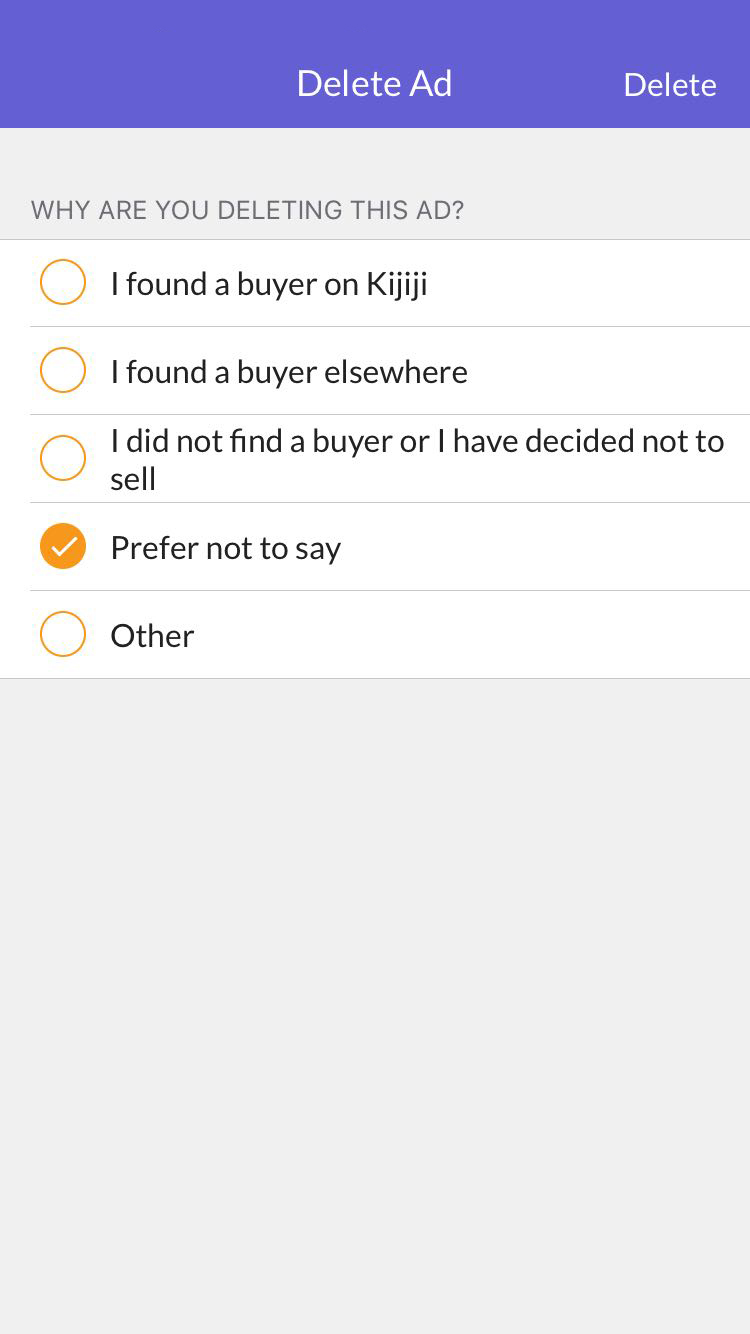 Delete Ad
Delete
WHY ARE YOU DELETING THIS AD?
I found a buyer on Kijiji
I found a buyer elsewhere
I did not find a buyer or I have decided not to
sell
Prefer not to say
Other